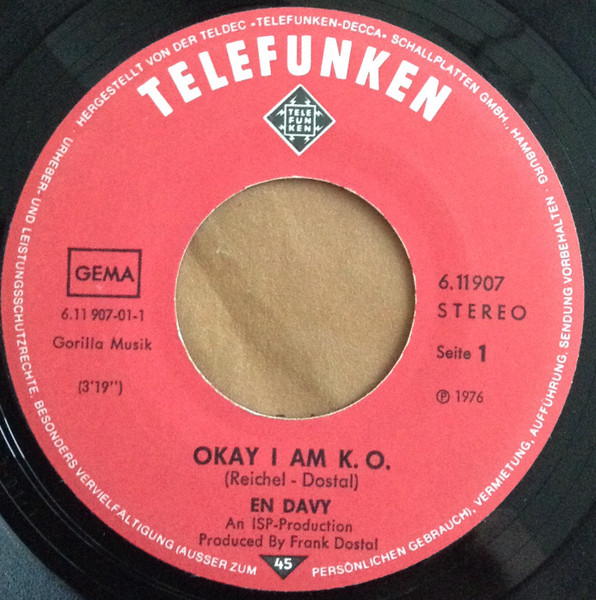 URHEBER- UND LEISTUNGSSCHUTZRECHTE, BESONDERS VERVIELFÄLTIGUNG (AUSSER ZUM PERSÖNLICHEN GEBRAUCH), VERMIETUNG, AUFFÜHRUNG, SENDUNG VORBEHALTEN ·
HERGESTELLT VON DER TELDEC »TELEFUNKEN-DECCA« SCHALLPLATTEN GMBH., HAMBURG ·
TELEFUNKEN
TELE
FUN
KEN
GEMA
6.11 907-01-1
Gorilla Musik
(3'19'')
6.11907
STEREO
Seite 1
Ⓟ 1976
OKAY I AM K. O.
(Reichel - Dostal)
EN DAVY
An ISP-Production
Produced By Frank Dostal
45